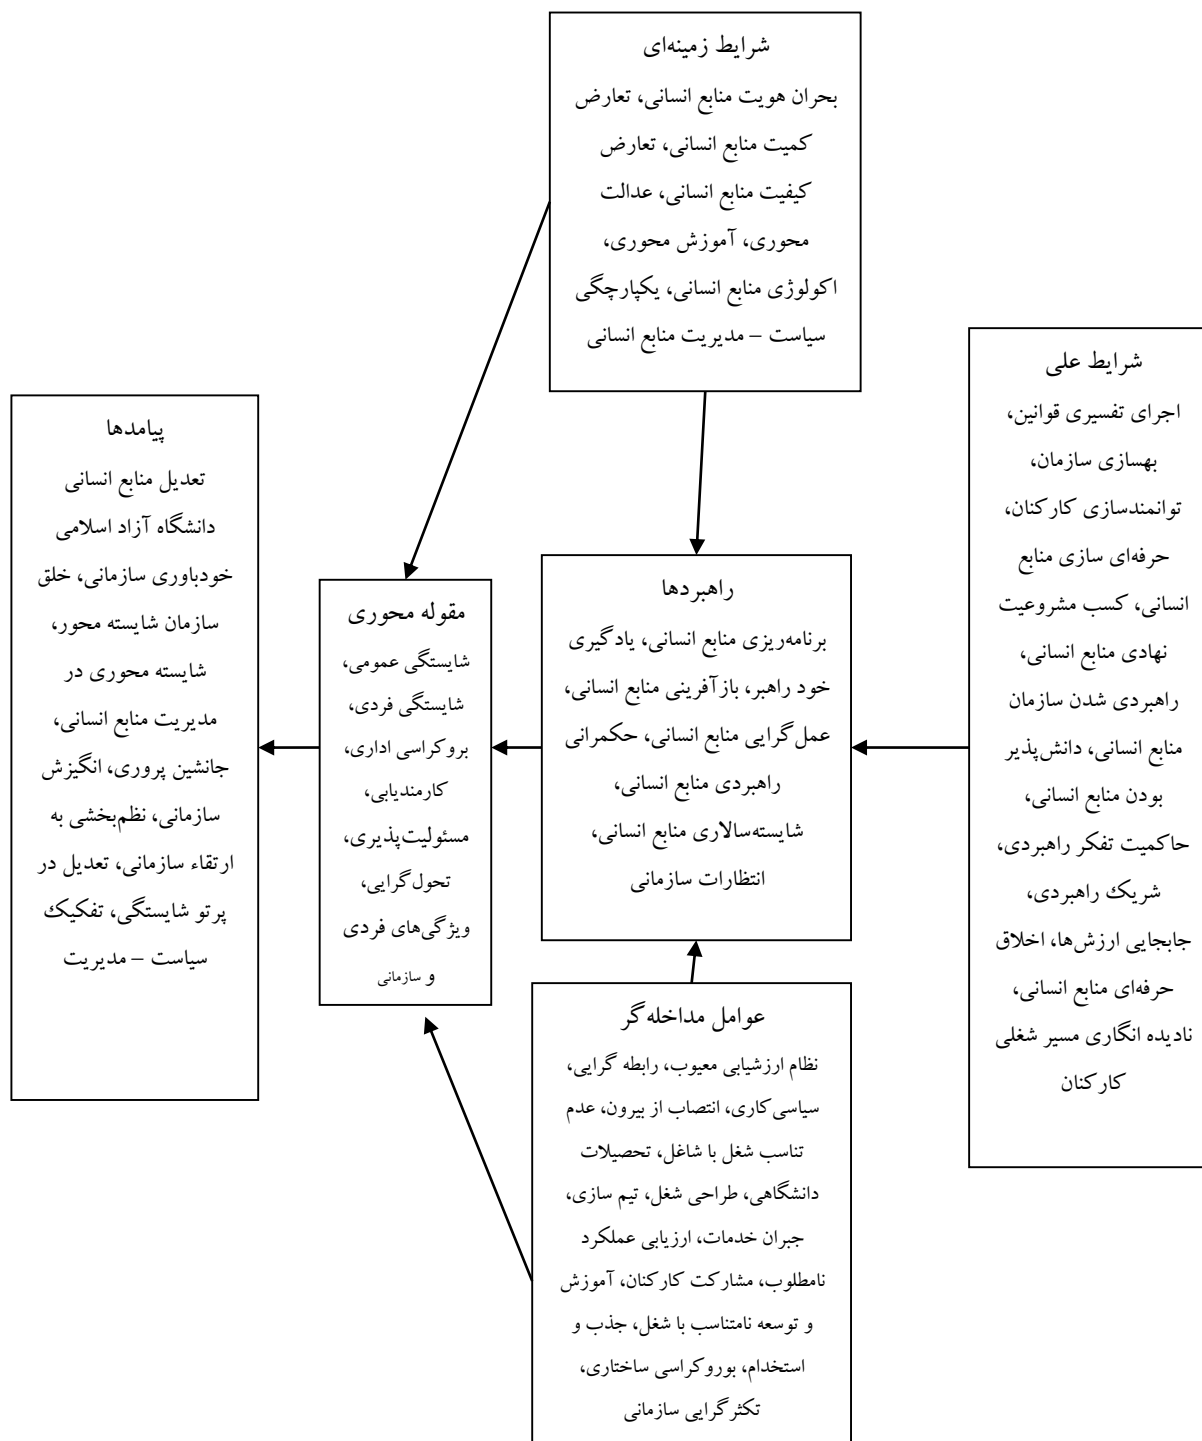 شرایط زمینه‌ای
بحران هویت منابع انسانی، تعارض
کمیت منابع انسانی، تعارض
کیفیت منابع انسانی، عدالت
محوری، آموزش محوری،
اکولوژی منابع انسانی، یکپارچگی
سیاست – مدیریت منابع انسانی
شرایط علی
اجرای تفسیری قوانین،
بهسازی سازمان،
توانمندسازی کارکنان،
حرفه‌ای سازی منابع
انسانی، کسب مشروعیت
نهادی منابع انسانی،
راهبردی شدن سازمان
منابع انسانی، دانش‌پذیر
بودن منابع انسانی،
حاکمیت تفکر راهبردی،
شریک راهبردی،
جابجایی ارزش‌ها، اخلاق
حرفه‌ای منابع انسانی،
نادیده انگاری مسیر شغلی
کارکنان
راهبردها
برنامه‌ریزی منابع انسانی، یادگیری
خود راهبر، بازآفرینی منابع انسانی،
عمل‌گرایی منابع انسانی، حکمرانی
راهبردی منابع انسانی،
شایسته‌سالاری منابع انسانی،
انتظارات سازمانی
مقوله محوری
شایستگی عمومی،
شایستگی فردی،
بروکراسی اداری،
کارمندیابی،
مسئولیت‌پذیری،
تحول‌گرایی،
ویژگی‌های فردی
و سازمانی
پیامدها
تعدیل منابع انسانی
دانشگاه آزاد اسلامی
خودباوری سازمانی، خلق
سازمان شایسته محور،
شایسته محوری در
مدیریت منابع انسانی،
جانشین پروری، انگیزش
سازمانی، نظم‌بخشی به
ارتقاء سازمانی، تعدیل در
پرتو شایستگی، تفکیک
سیاست – مدیریت
عوامل مداخله‌گر
نظام ارزشیابی معیوب، رابطه گرایی،
سیاسی‌کاری، انتصاب از بیرون، عدم
تناسب شغل با شاغل، تحصیلات
دانشگاهی، طراحی شغل، تیم سازی،
جبران خدمات، ارزیابی عملکرد
نامطلوب، مشارکت کارکنان، آموزش
و توسعه نامتناسب با شغل، جذب و
استخدام، بوروکراسی ساختاری،
تکثرگرایی سازمانی